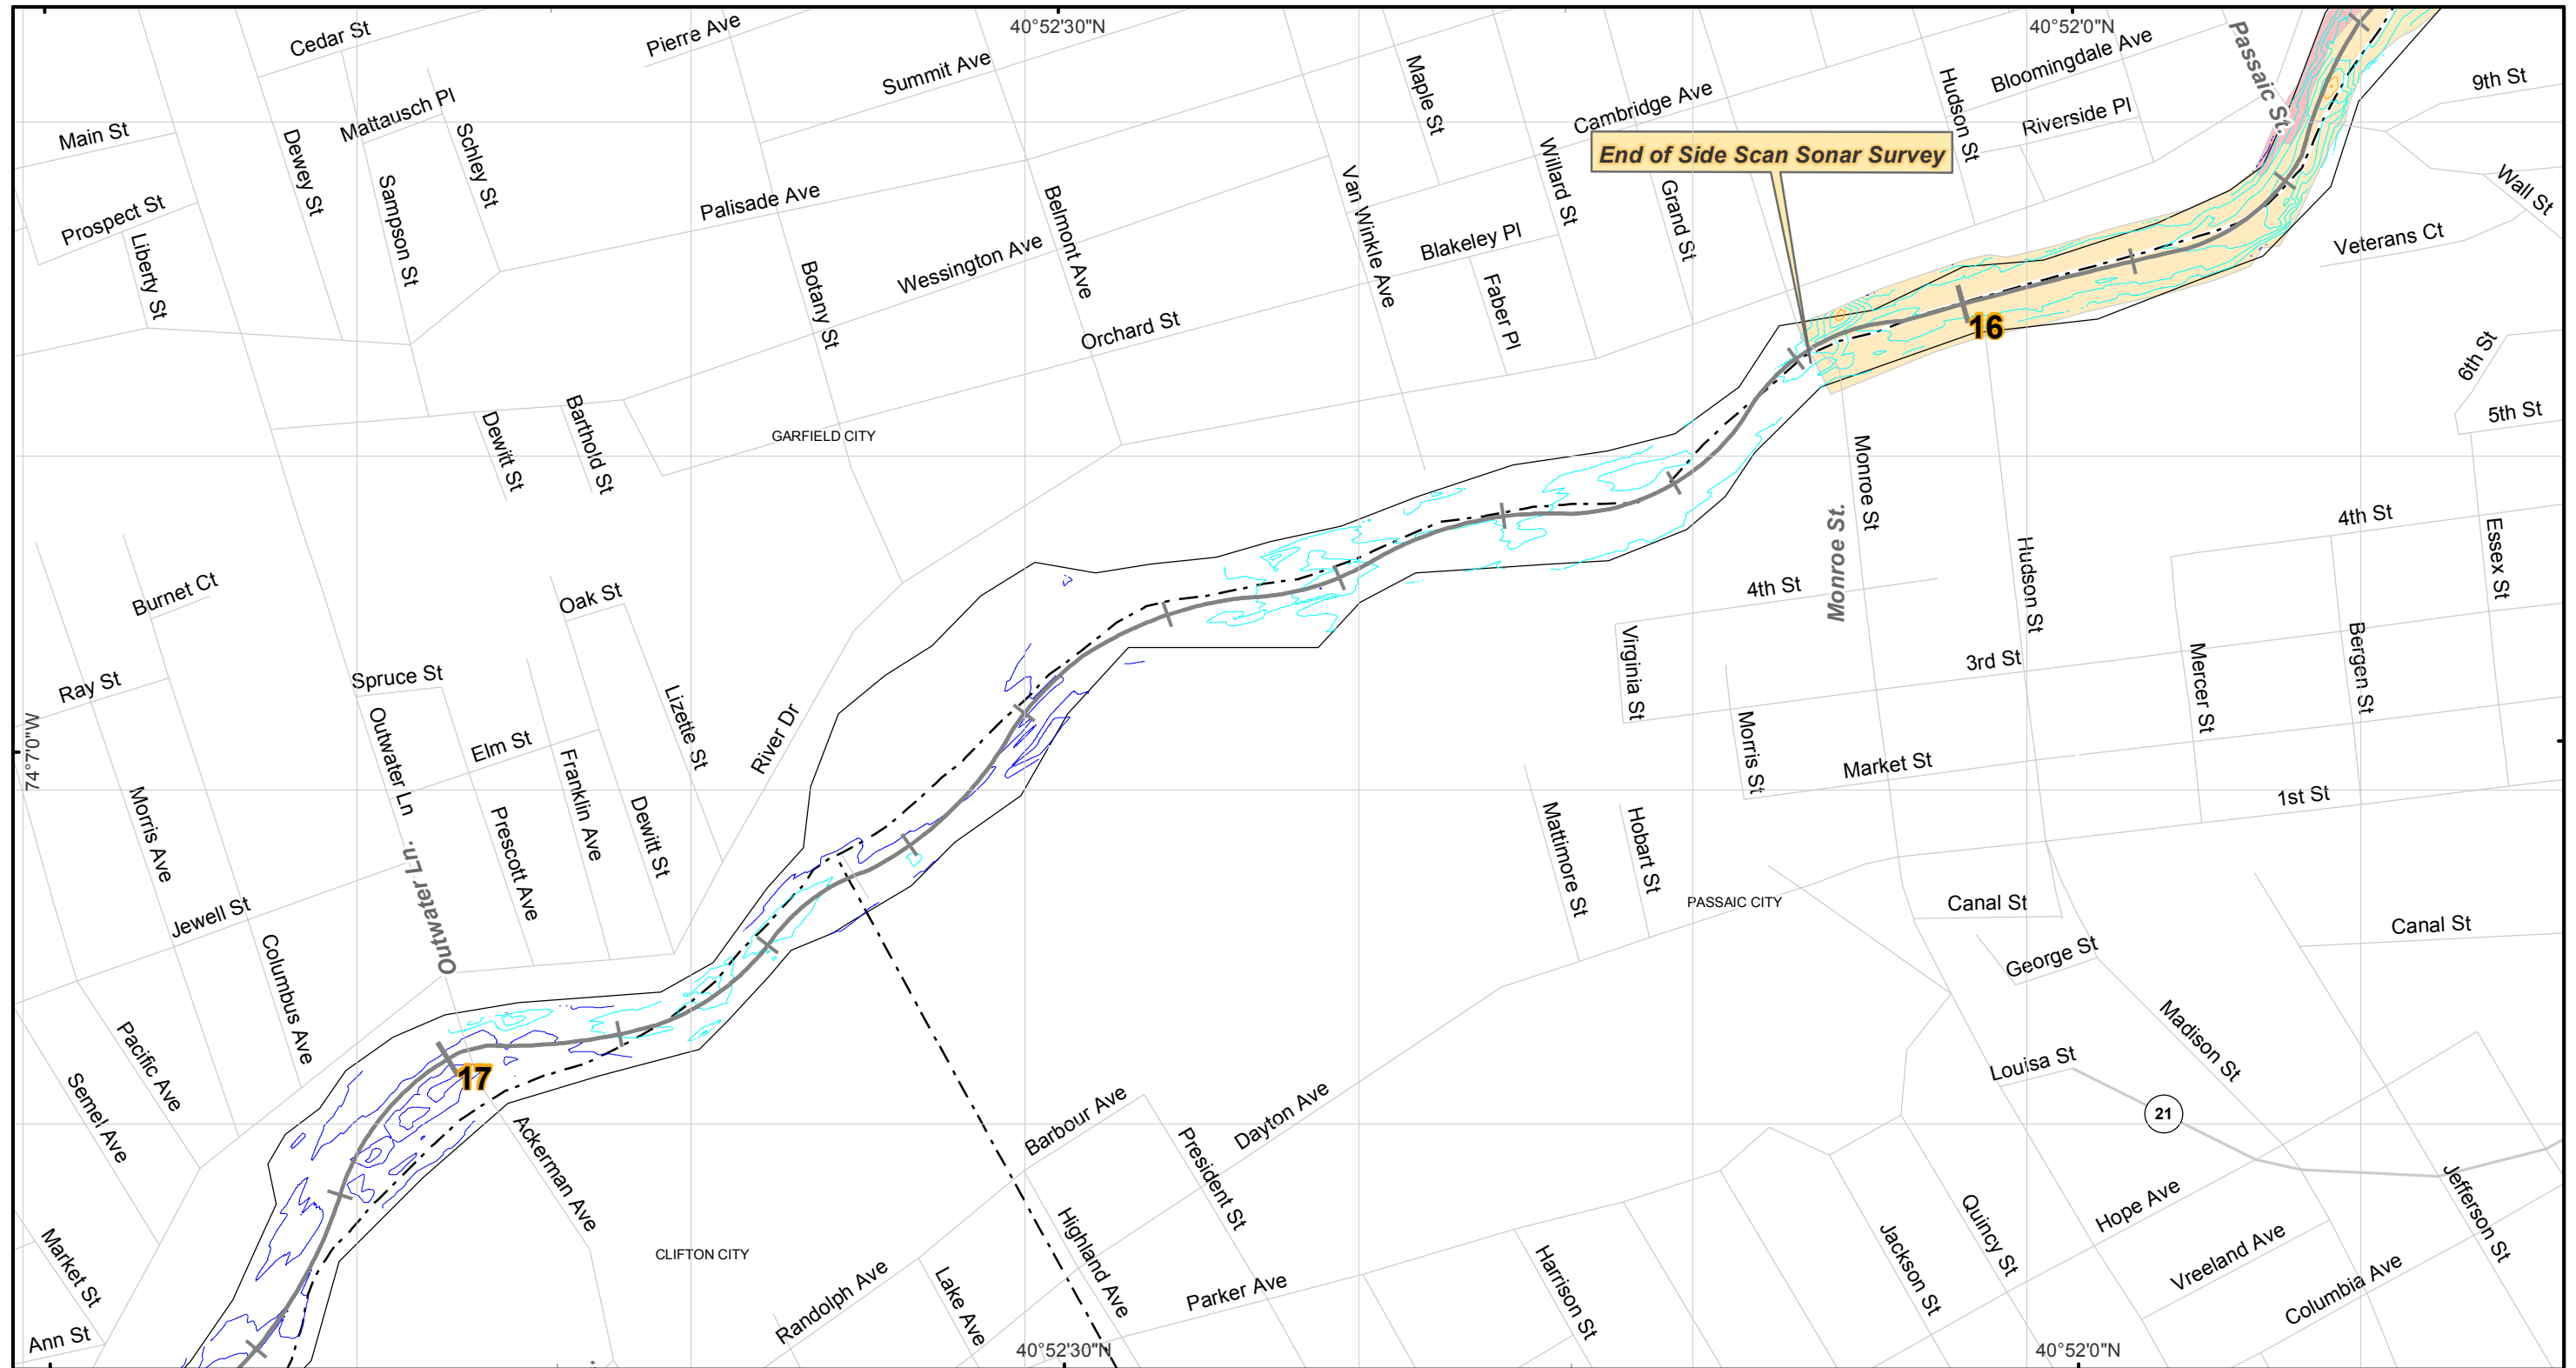 40°52'30"N
40°52'0"N
Cedar St
Pierre Ave
Summit Ave
Maple St
Cambridge Ave
Hudson St
Bloomingdale Ave
Passaic St.
9th St
Main St
Dewey St
Mattausch Pl
Schley St
Riverside Pl
End of Side Scan Sonar Survey
Willard St
Prospect St
Liberty St
Sampson St
Palisade Ave
Belmont Ave
Van Winkle Ave
Grand St
Wall St
Wessington Ave
Botany St
Blakeley Pl
Faber Pl
Veterans Ct
Orchard St
16
6th St
5th St
Dewitt St
Barthold St
GARFIELD CITY
Monroe St
Monroe St.
4th St
Essex St
Burnet Ct
Oak St
4th St
Hudson St
Virginia St
3rd St
Mercer St
Bergen St
Ray St
Spruce St
Outwater Ln
Elm St
Lizette St
River Dr
74°7'0"W
Morris St
Market St
1st St
Morris Ave
Prescott Ave
Franklin Ave
Dewitt St
Mattimore St
Hobart St
Outwater Ln.
Jewell St
Columbus Ave
PASSAIC CITY
Canal St
Canal St
George St
Pacific Ave
Semel Ave
17
Madison St
Louisa St
21
Ackerman Ave
Barbour Ave
President St
Dayton Ave
Market St
CLIFTON CITY
Highland Ave
Hope Ave
Jefferson St
Quincy St
Jackson St
Vreeland Ave
Columbia Ave
Harrison St
Randolph Ave
Lake Ave
Parker Ave
Ann St
40°52'30"N
40°52'0"N